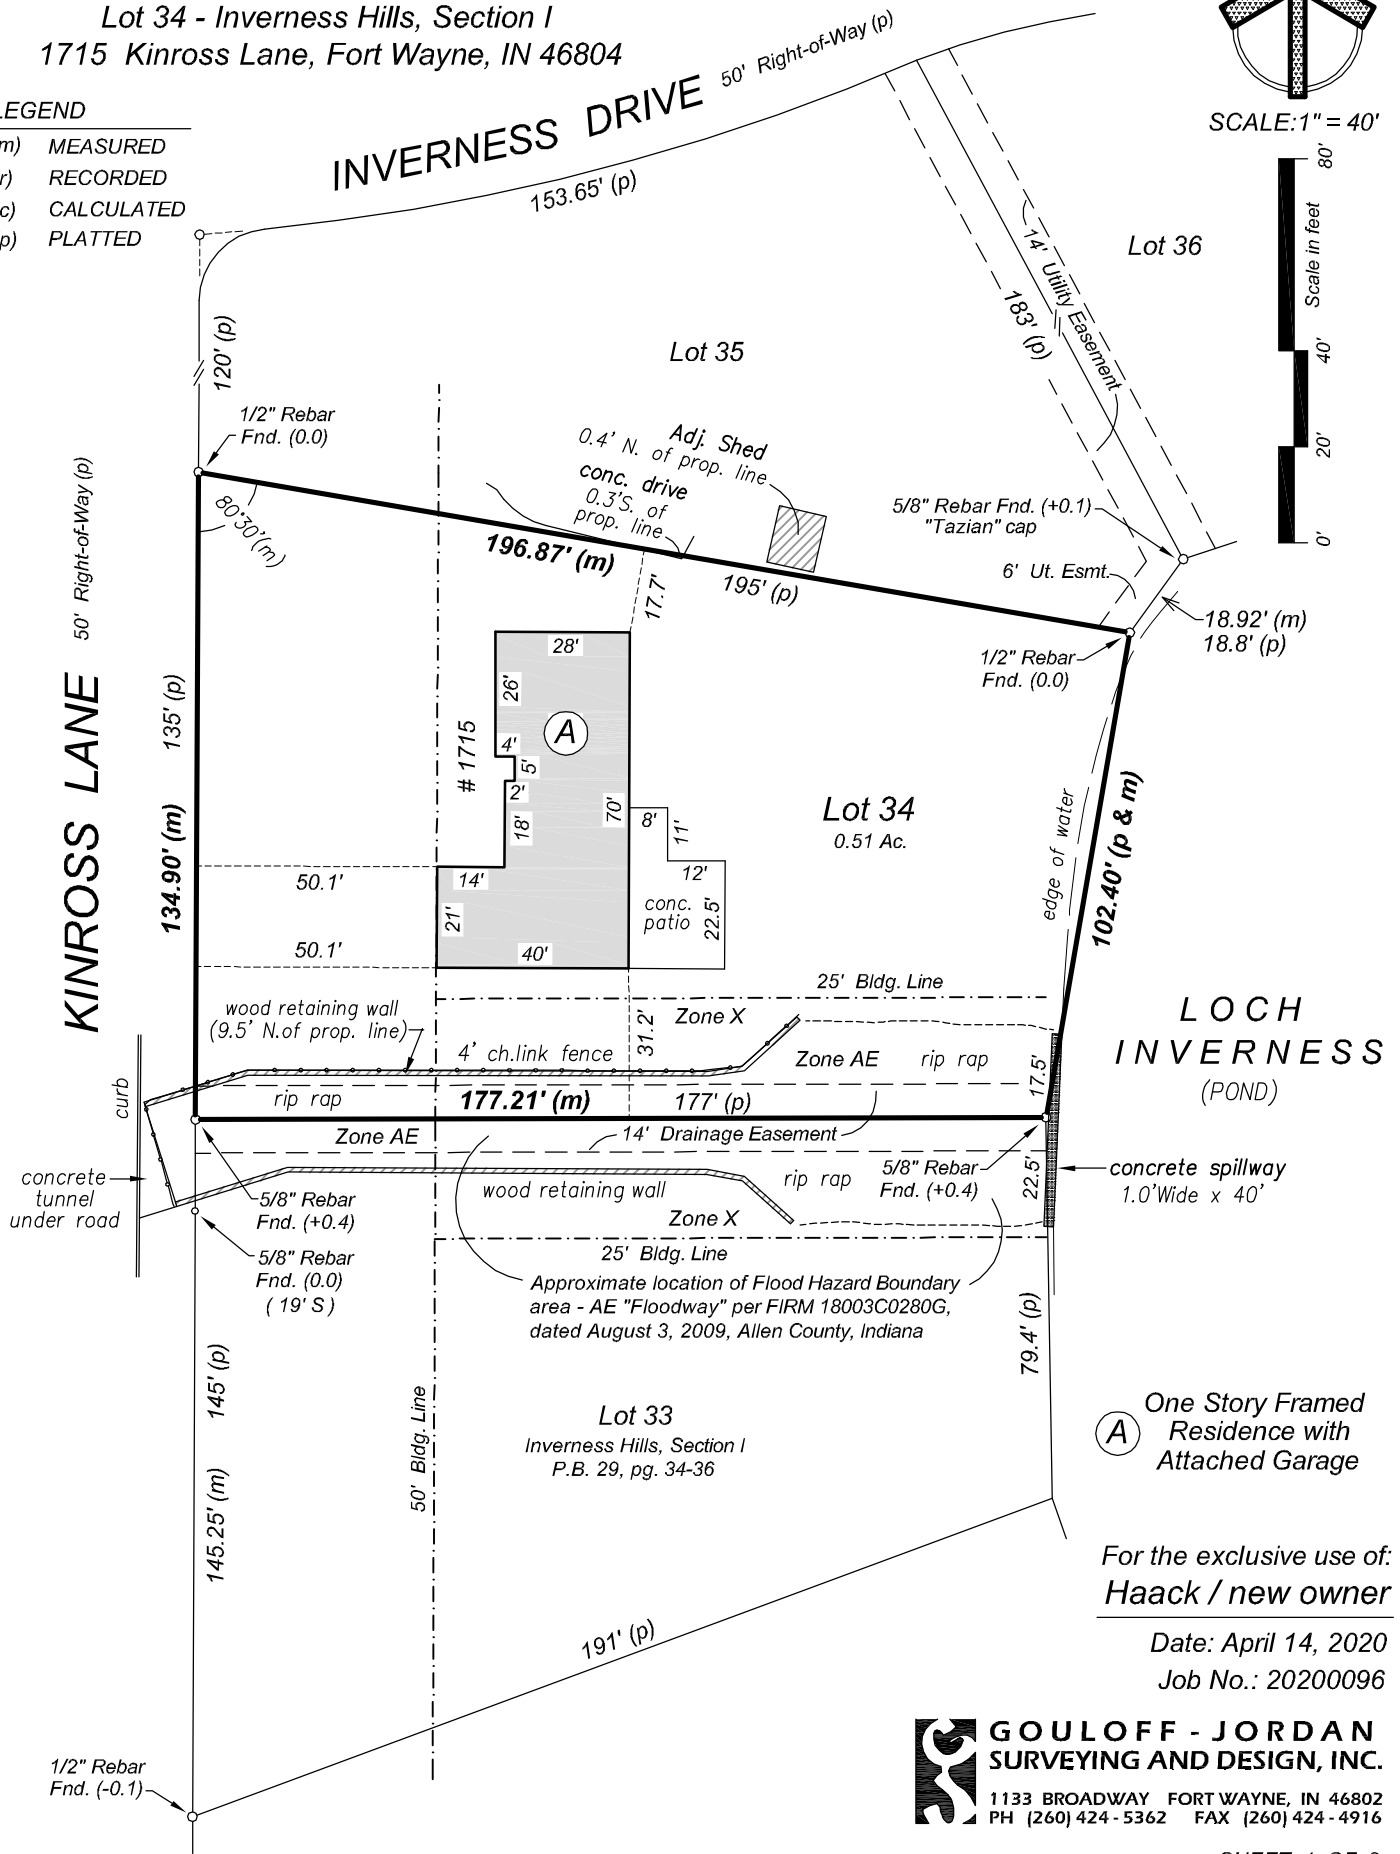 Lot 34 - Inverness Hills, Section I
1715 Kinross Lane, Fort Wayne, IN 46804
LEGEND
m) MEASURED
r) RECORDED
c) CALCULATED
p) PLATTED
INVERNESS DRIVE 50' Right-of-Way (p)
153.65' (p)
SCALE: 1" = 40'
80'
40'
20'
0'
Scale in feet
Lot 36
14' Utility Easement
183' (p)
Lot 35
120' (p)
1/2" Rebar
Fnd. (0.0)
80°30'(m)
Adj. Shed
0.4' N. of prop. line
conc. drive
0.3'S. of
prop. line
196.87' (m)
195' (p)
17.7'
5/8" Rebar Fnd. (+0.1)
"Tazian" cap
6' Ut. Esmt.
18.92' (m)
18.8' (p)
1/2" Rebar
Fnd. (0.0)
KINROSS LANE 50' Right-of-Way (p)
135' (p)
134.90' (m)
# 1715
28'
26'
A
4'
5'
2'
18'
70'
14'
21'
40'
8'
11'
12'
22.5'
conc.
patio
50.1'
50.1'
Lot 34
0.51 Ac.
edge of water
102.40' (p & m)
25' Bldg. Line
wood retaining wall
(9.5' N.of prop. line)
Zone X
31.2'
4' ch.link fence
Zone AE
rip rap
17.5'
LOCH
INVERNESS
(POND)
curb
rip rap
177.21' (m)
177' (p)
Zone AE
14' Drainage Easement
concrete
tunnel
under road
5/8" Rebar
Fnd. (+0.4)
wood retaining wall
rip rap
5/8" Rebar
Fnd. (+0.4)
22.5'
concrete spillway
1.0'Wide x 40'
Zone X
5/8" Rebar
Fnd. (0.0)
( 19' S )
25' Bldg. Line
Approximate location of Flood Hazard Boundary
area - AE "Floodway" per FIRM 18003C0280G,
dated August 3, 2009, Allen County, Indiana
79.4' (p)
145' (p)
145.25' (m)
50' Bldg. Line
Lot 33
Inverness Hills, Section I
P.B. 29, pg. 34-36
A
One Story Framed
Residence with
Attached Garage
191' (p)
For the exclusive use of:
Haack / new owner
Date: April 14, 2020
Job No.: 20200096
1/2" Rebar
Fnd. (-0.1)
GOULOFF - JORDAN
SURVEYING AND DESIGN, INC.
1133 BROADWAY FORT WAYNE, IN 46802
PH (260) 424 - 5362 FAX (260) 424 - 4916